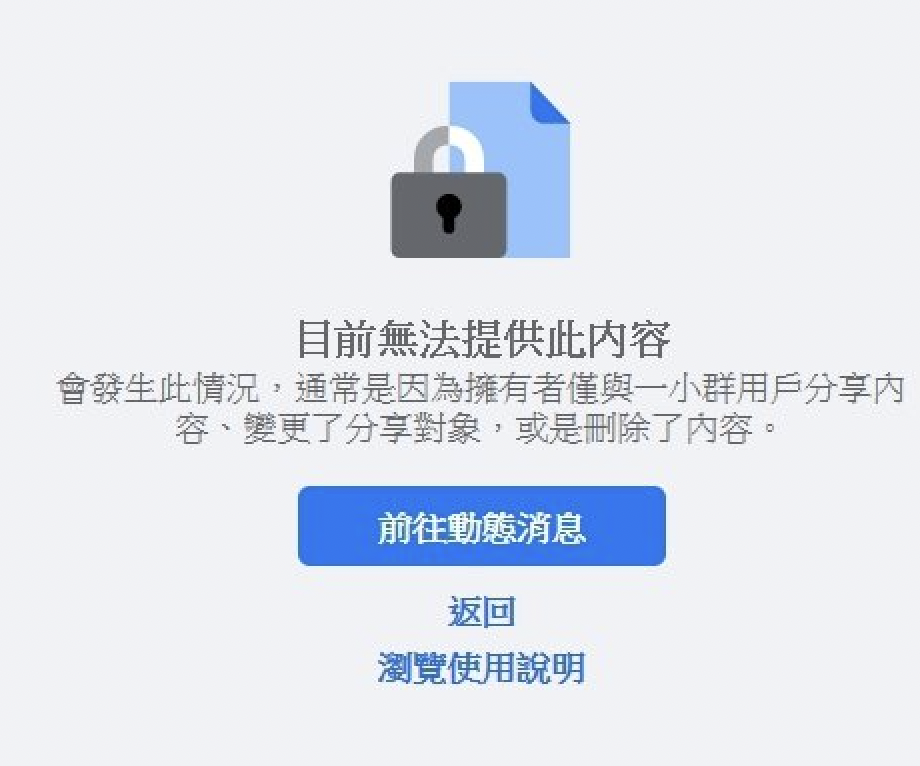 目前無法提供此內容
會發生此情況，通常是因為擁有者僅與一小群用戶分享內
容、變更了分享對象，或是刪除了內容。
前往動態消息
返回
瀏覽使用說明